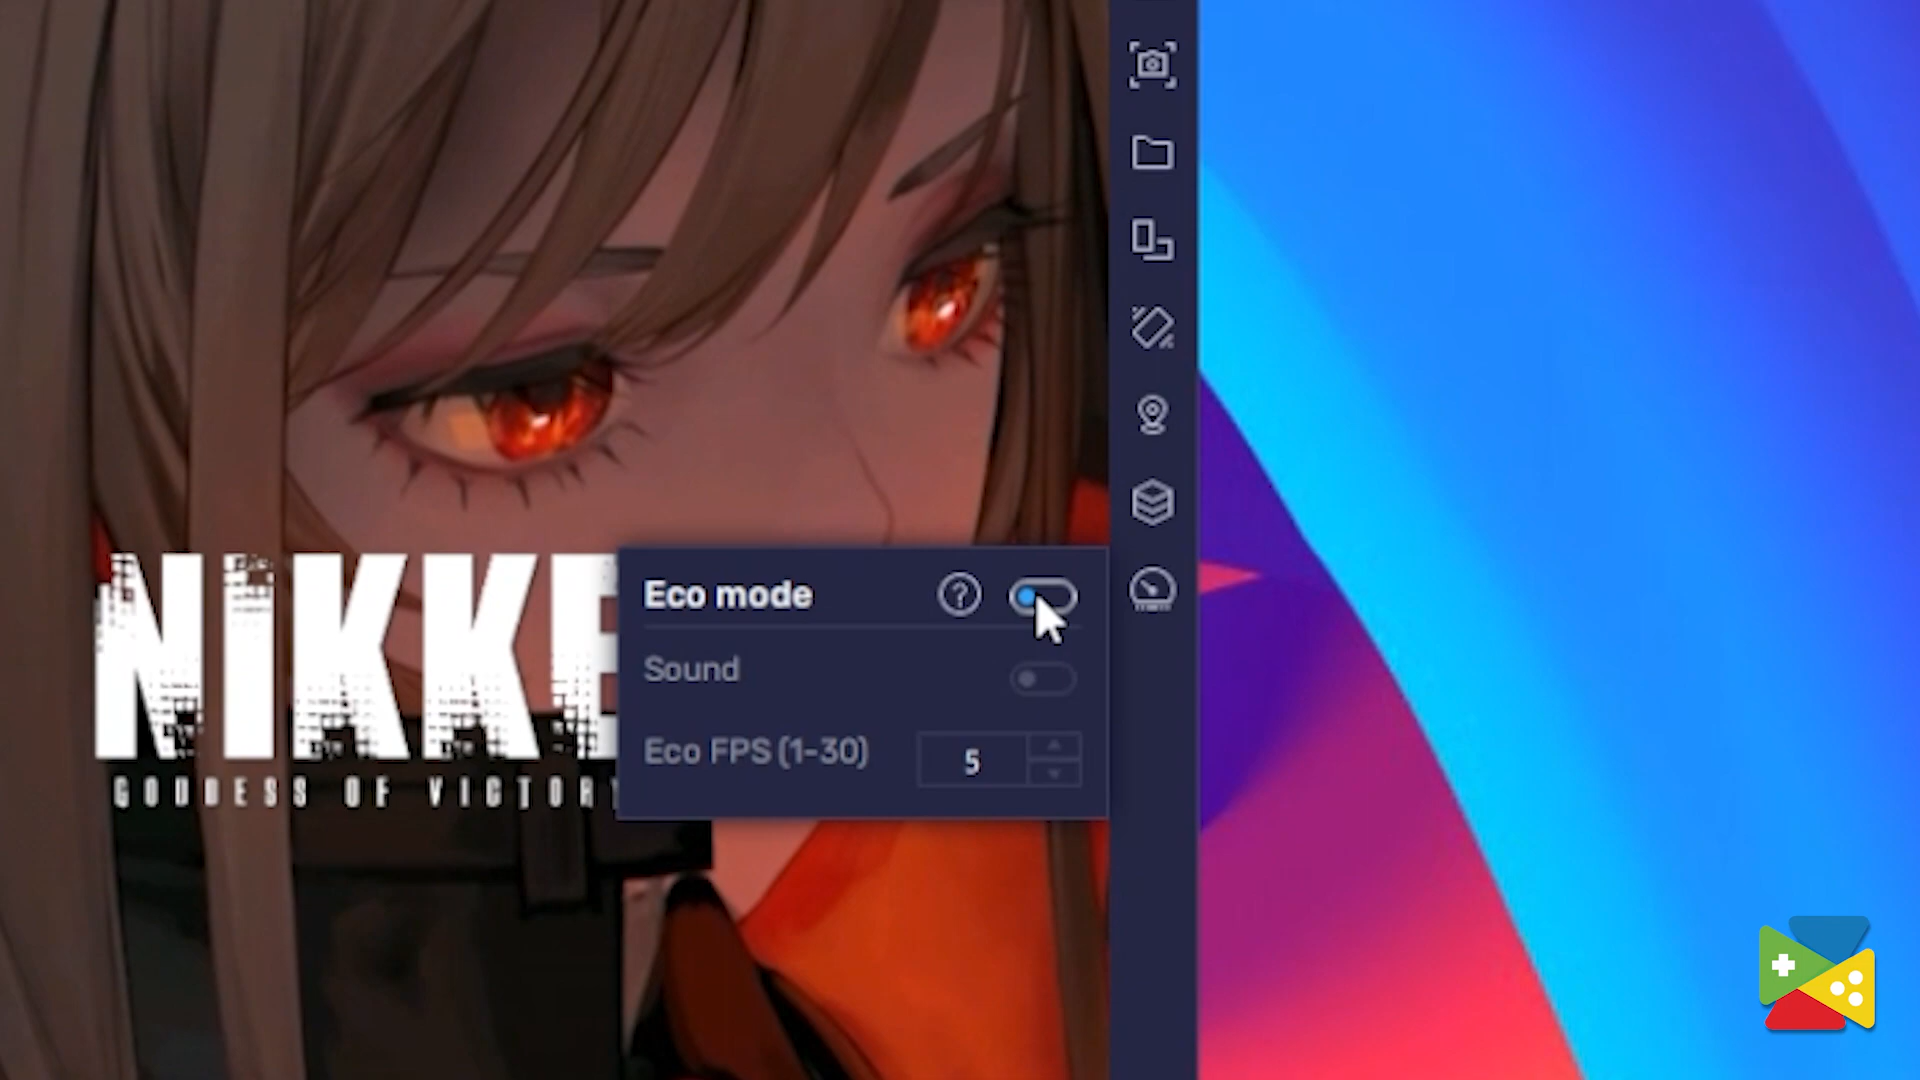 NIKKE
GODDESS OF VICTORY
Eco mode
Sound
Eco FPS (1-30)
5